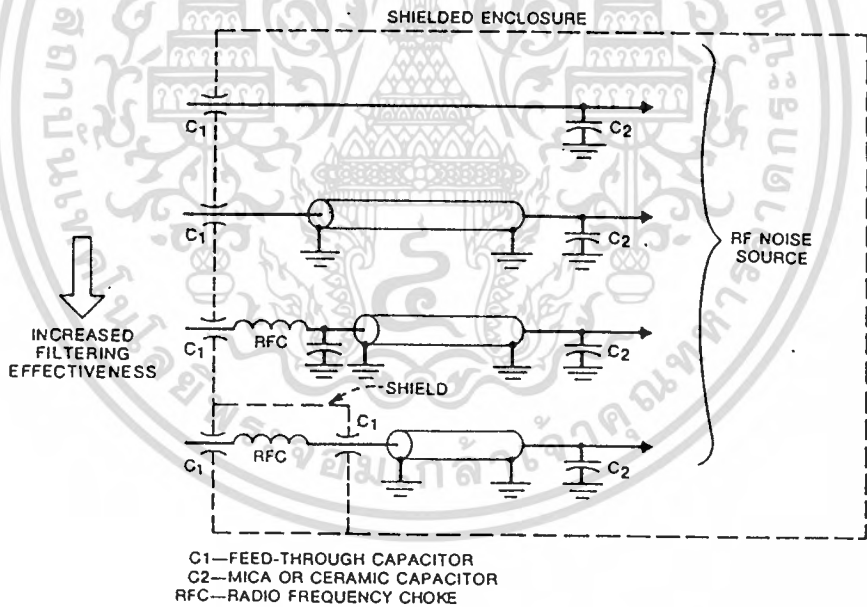 SHIELDED ENCLOSURE
C1
C2
C1
C2
RF NOISE
SOURCE
INCREASED
FILTERING
EFFECTIVENESS
C1
RFC
C2
SHIELD
C1
C1
RFC
C2
C1—FEED-THROUGH CAPACITOR
C2—MICA OR CERAMIC CAPACITOR
RFC—RADIO FREQUENCY CHOKE